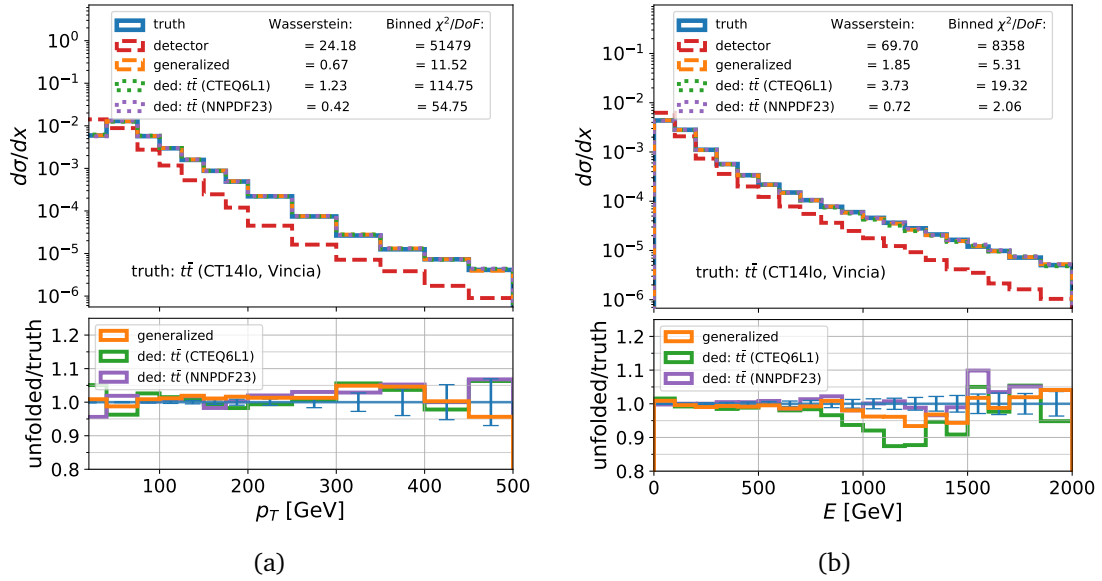 truth Wasserstein: Binned χ²/DoF:
detector = 24.18 = 51479
generalized = 0.67 = 11.52
ded: tt̄ (CTEQ6L1) = 1.23 = 114.75
ded: tt̄ (NNPDF23) = 0.42 = 54.75
10⁰
10⁻¹
10⁻²
10⁻³
10⁻⁴
10⁻⁵
10⁻⁶
dσ/dx
truth: tt̄ (CT14lo, Vincia)
generalized
ded: tt̄ (CTEQ6L1)
ded: tt̄ (NNPDF23)
1.2
1.1
1.0
0.9
0.8
unfolded/truth
100 200 300 400 500
p_T [GeV]
(a)
truth Wasserstein: Binned χ²/DoF:
detector = 69.70 = 8358
generalized = 1.85 = 5.31
ded: tt̄ (CTEQ6L1) = 3.73 = 19.32
ded: tt̄ (NNPDF23) = 0.72 = 2.06
10⁻¹
10⁻²
10⁻³
10⁻⁴
10⁻⁵
10⁻⁶
dσ/dx
truth: tt̄ (CT14lo, Vincia)
generalized
ded: tt̄ (CTEQ6L1)
ded: tt̄ (NNPDF23)
1.2
1.1
1.0
0.9
0.8
unfolded/truth
0 500 1000 1500 2000
E [GeV]
(b)